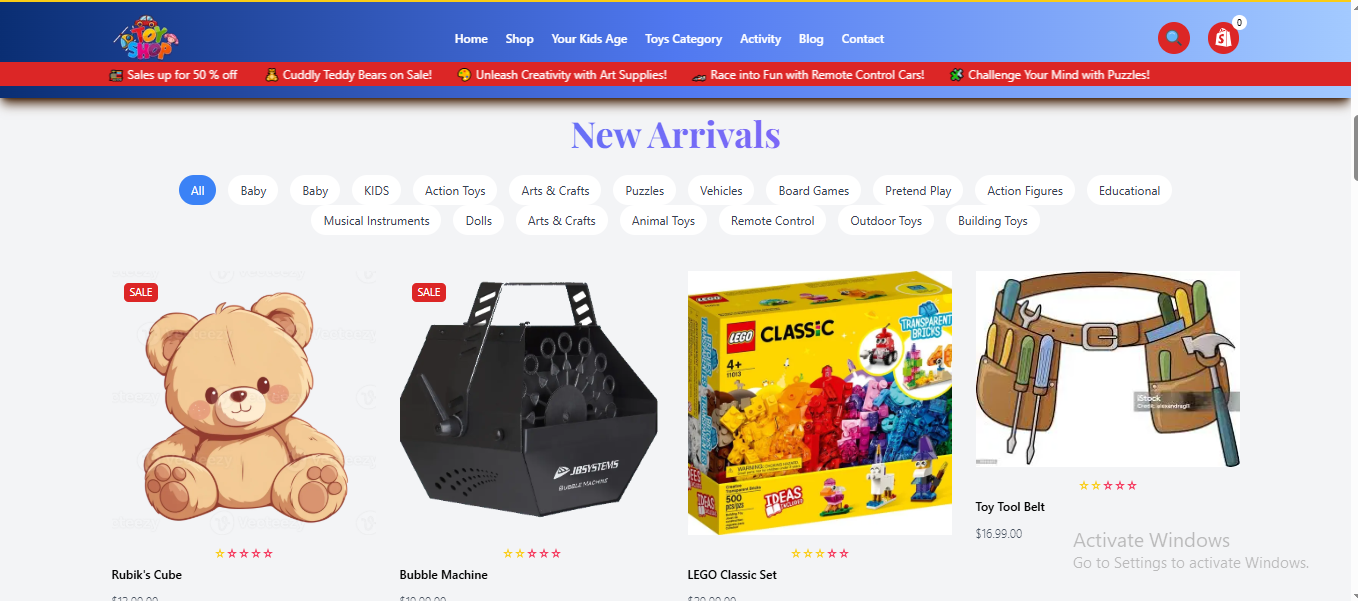 TOY
SHOP
Home Shop Your Kids Age Toys Category Activity Blog Contact
0
Sales up for 50 % off Cuddly Teddy Bears on Sale! Unleash Creativity with Art Supplies! Race into Fun with Remote Control Cars! Challenge Your Mind with Puzzles!
New Arrivals
All Baby Baby KIDS Action Toys Arts & Crafts Puzzles Vehicles Board Games Pretend Play Action Figures Educational
Musical Instruments Dolls Arts & Crafts Animal Toys Remote Control Outdoor Toys Building Toys
SALE
SALE
JBSYSTEMS
BUBBLE MACHINE
LEGO
LEGO CLASSIC
TRANSPARENT
BRICKS
4+
11013
WARNING:
500
pcs/pzs
IDEAS
INCLUDED
IDEAS
iStock
Credit: alexandragl1
Rubik's Cube
Bubble Machine
LEGO Classic Set
Toy Tool Belt
$16.99.00
Activate Windows
Go to Settings to activate Windows.